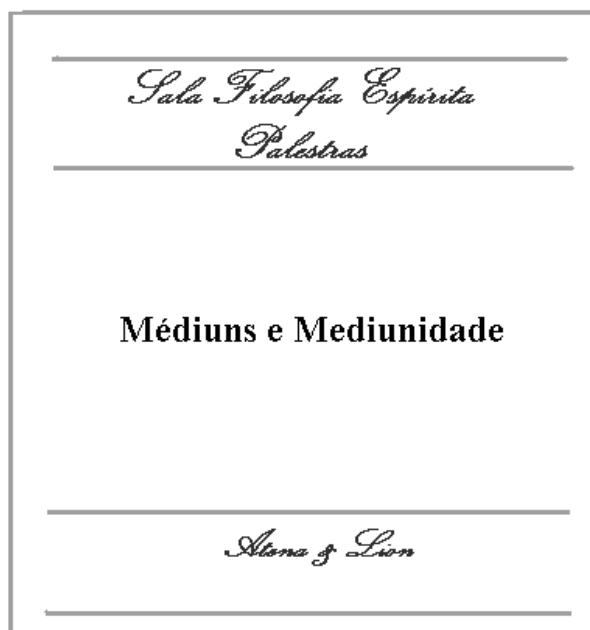 Sala Filosofia Espírita
Palestras
Médiuns e Mediunidade
Atena & Lion